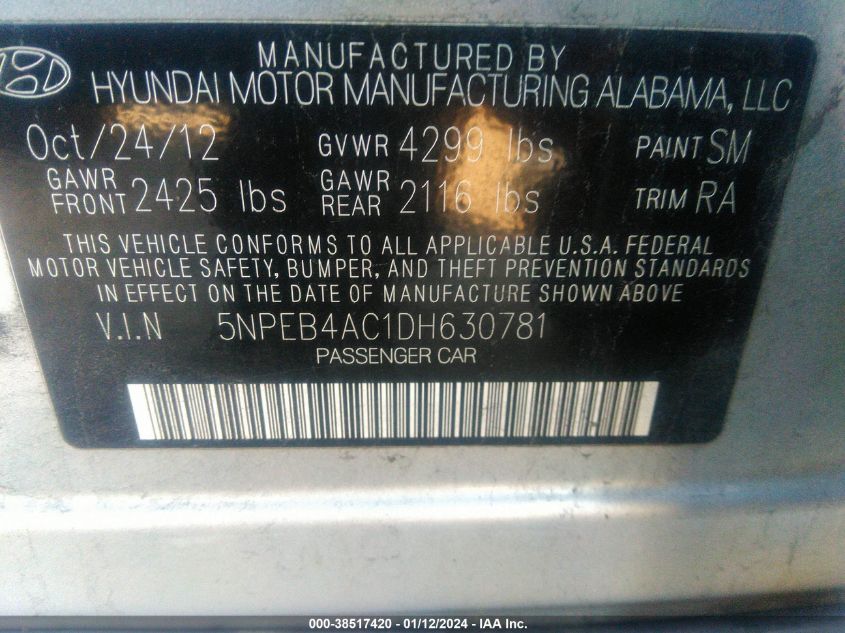 MANUFACTURED BY
HYUNDAI MOTOR MANUFACTURING ALABAMA, LLC
Oct/24/12 GVWR 4299 lbs PAINT SM
GAWR FRONT 2425 lbs GAWR REAR 2116 lbs TRIM RA
THIS VEHICLE CONFORMS TO ALL APPLICABLE U.S.A. FEDERAL
MOTOR VEHICLE SAFETY, BUMPER, AND THEFT PREVENTION STANDARDS
IN EFFECT ON THE DATE OF MANUFACTURE SHOWN ABOVE
V.I.N 5NPEB4AC1DH630781
PASSENGER CAR
000-38517420 - 01/12/2024 - IAA Inc.